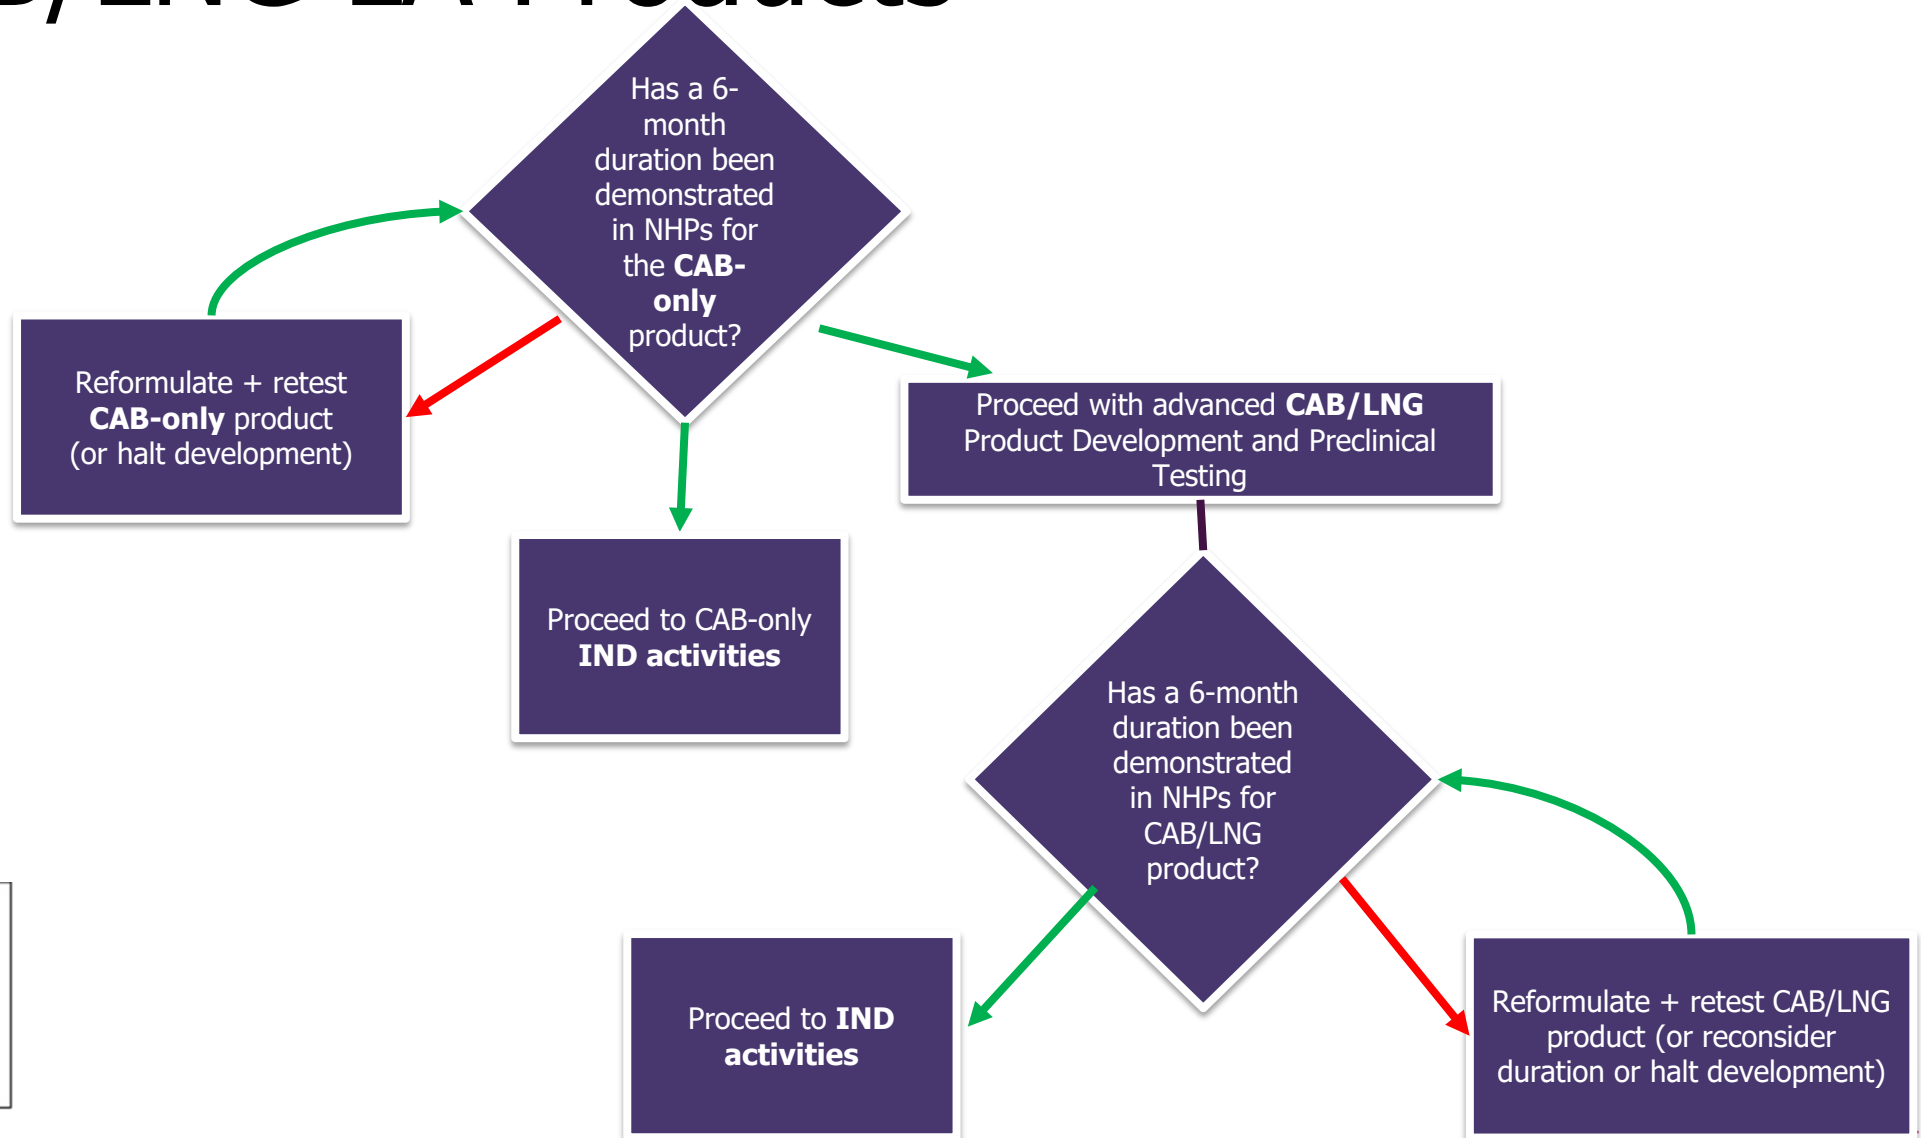 B/LNG LA Products
Has a 6-
month
duration been
demonstrated
in NHPs for
the CAB-
only
product?
Reformulate + retest
CAB-only product
(or halt development)
Proceed with advanced CAB/LNG
Product Development and Preclinical
Testing
Proceed to CAB-only
IND activities
Has a 6-month
duration been
demonstrated
in NHPs for
CAB/LNG
product?
Proceed to IND
activities
Reformulate + retest CAB/LNG
product (or reconsider
duration or halt development)